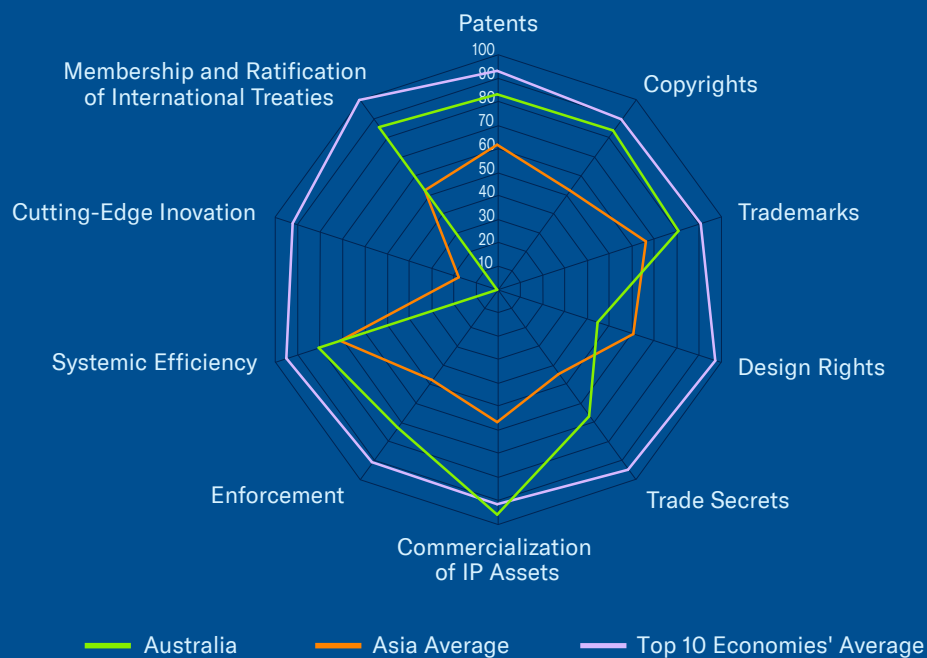 Patents
100
90
80
70
60
50
40
30
20
10
Copyrights
Trademarks
Design Rights
Trade Secrets
Commercialization
of IP Assets
Enforcement
Systemic Efficiency
Cutting-Edge Inovation
Membership and Ratification
of International Treaties
Australia
Asia Average
Top 10 Economies' Average